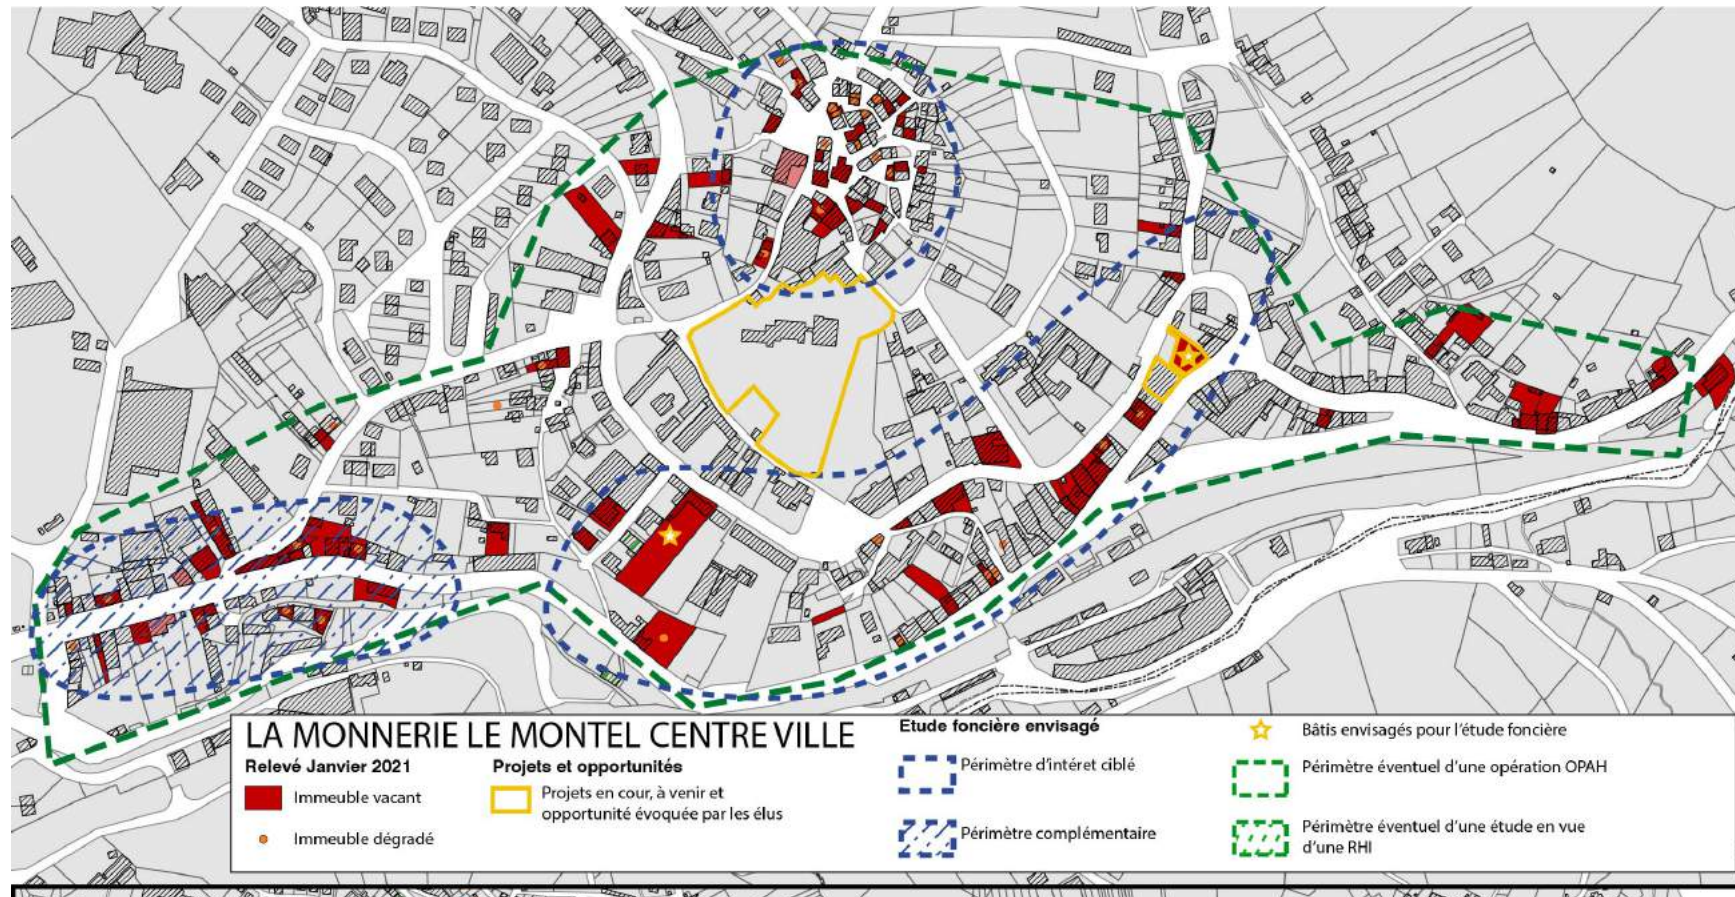 LA MONNERIE LE MONTEL CENTRE VILLE
Relevé Janvier 2021
Immeuble vacant
Immeuble dégradé
Projets et opportunités
Projets en cour, à venir et
opportunité évoquée par les élus
Etude foncière envisagé
Périmètre d'intéret ciblé
Périmètre complémentaire
Bâtis envisagés pour l'étude foncière
Périmètre éventuel d'une opération OPAH
Périmètre éventuel d'une étude en vue
d'une RHI